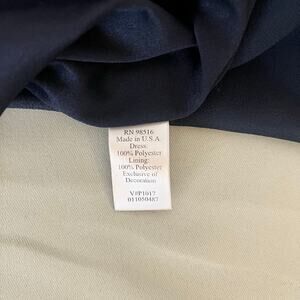 RN 98516
Made in U.S.A.
Dress:
100% Polyester
Lining:
100% Polyester
Exclusive of
Decoration
V#P1017
011050487